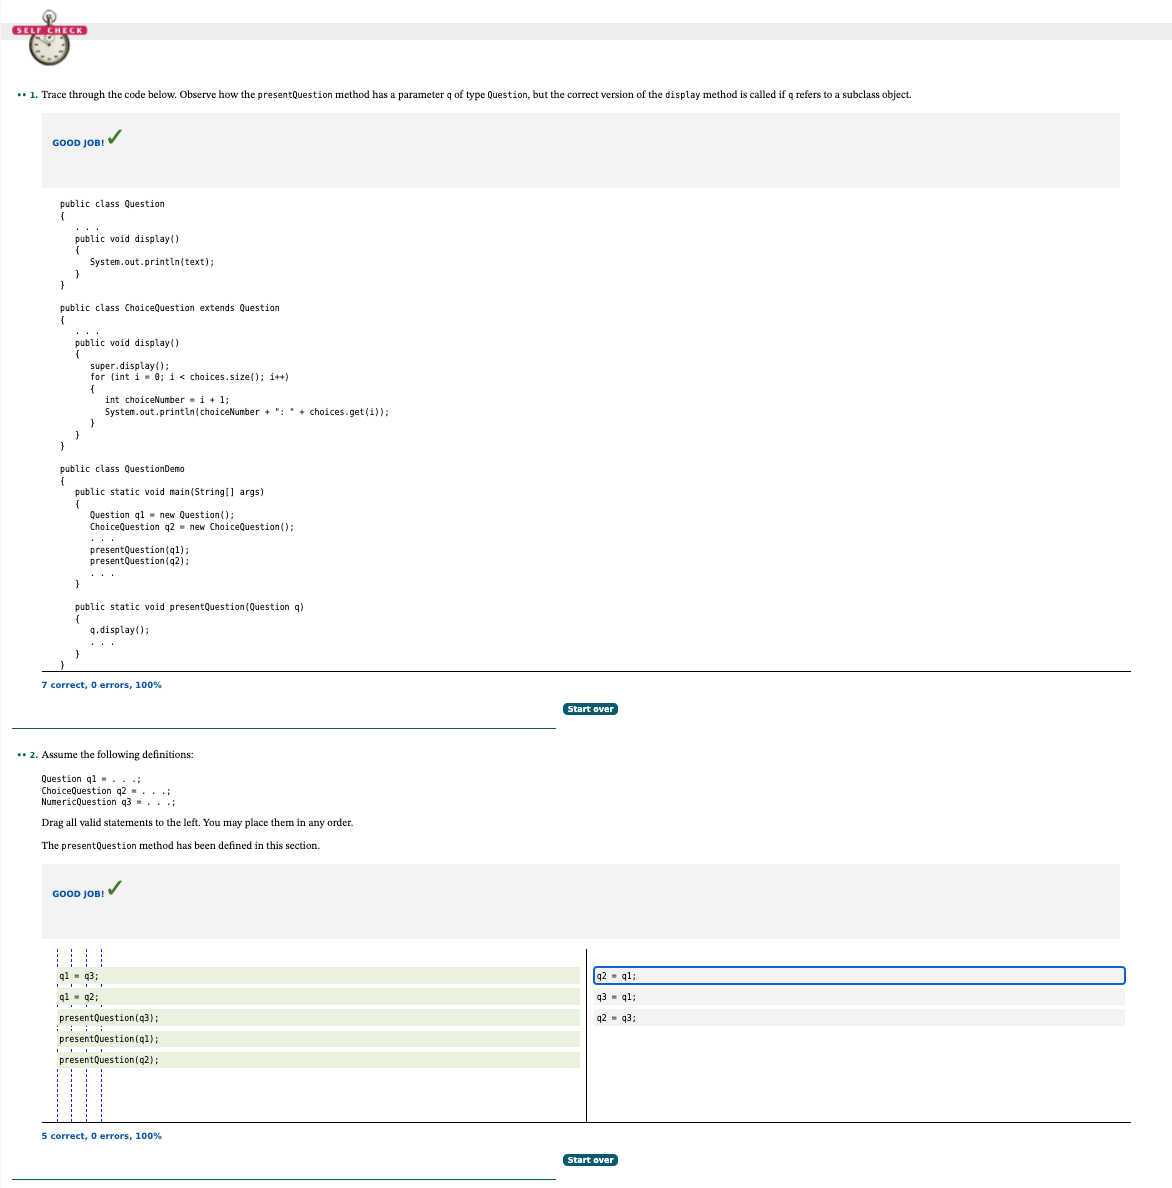 SELF CHECK
•• 1. Trace through the code below. Observe how the presentQuestion method has a parameter q of type Question, but the correct version of the display method is called if q refers to a subclass object.
GOOD JOB!
public class Question
{
   . . .
   public void display()
   {
      System.out.println(text);
   }
}
public class ChoiceQuestion extends Question
{
   . . .
   public void display()
   {
      super.display();
      for (int i = 0; i < choices.size(); i++)
      {
         int choiceNumber = i + 1;
         System.out.println(choiceNumber + ": " + choices.get(i));
      }
   }
}
public class QuestionDemo
{
   public static void main(String[] args)
   {
      Question q1 = new Question();
      ChoiceQuestion q2 = new ChoiceQuestion();
      . . .
      presentQuestion(q1);
      presentQuestion(q2);
      . . .
   }
   public static void presentQuestion(Question q)
   {
      q.display();
      . . .
   }
}
7 correct, 0 errors, 100%
Start over
•• 2. Assume the following definitions:
Question q1 = . . .;
ChoiceQuestion q2 = . . .;
NumericQuestion q3 = . . .;
Drag all valid statements to the left. You may place them in any order.
The presentQuestion method has been defined in this section.
GOOD JOB!
q1 = q3;
q1 = q2;
presentQuestion(q3);
presentQuestion(q1);
presentQuestion(q2);
q2 = q1;
q3 = q1;
q2 = q3;
5 correct, 0 errors, 100%
Start over